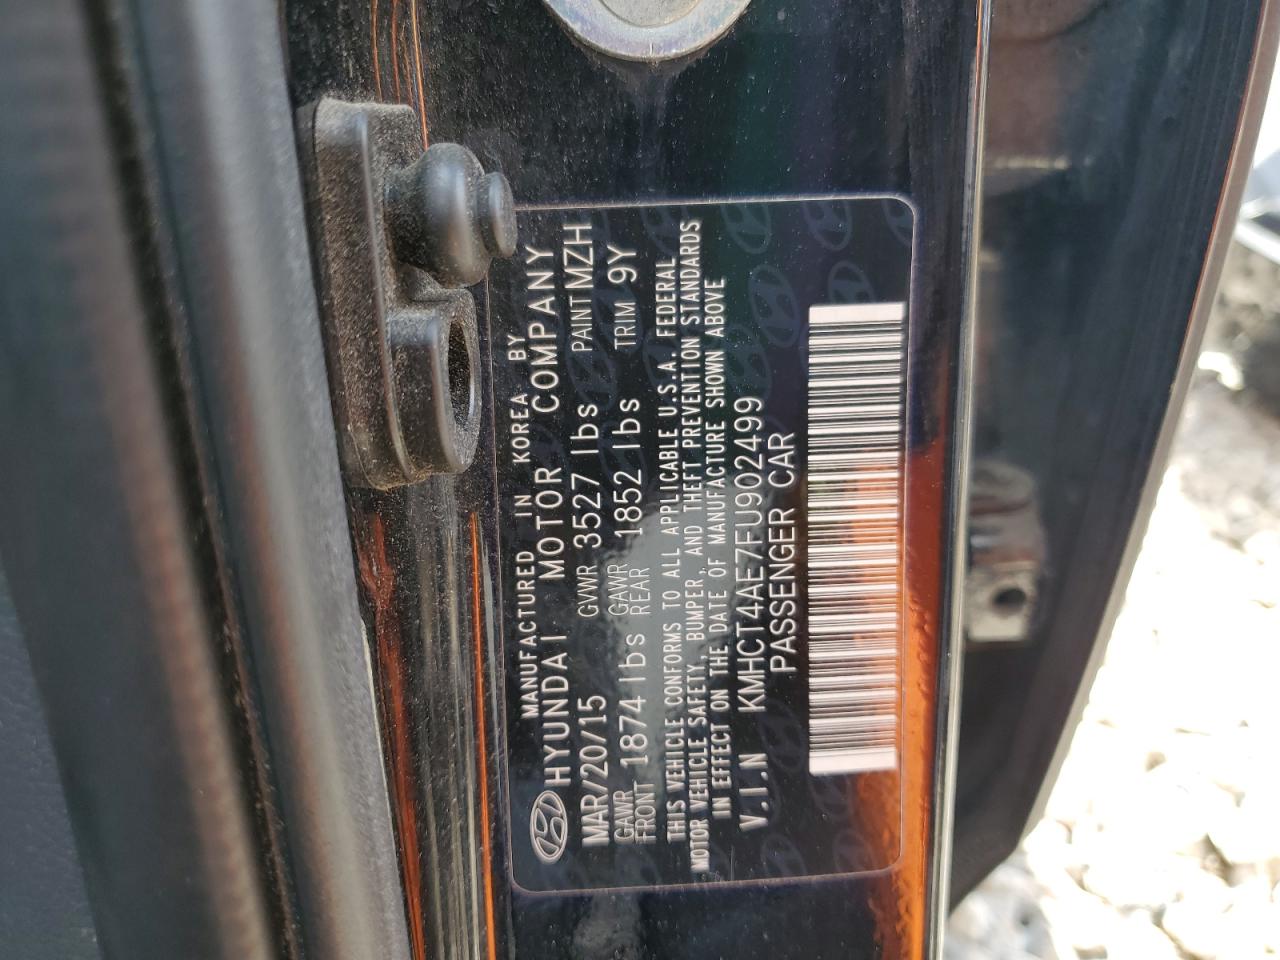 MANUFACTURED IN KOREA BY
HYUNDAI MOTOR COMPANY
MAR/20/15 GVWR 3527 lbs PAINT MZH
GAWR FRONT 1874 lbs GAWR REAR 1852 lbs TRIM 9Y
THIS VEHICLE CONFORMS TO ALL APPLICABLE U.S.A. FEDERAL
MOTOR VEHICLE SAFETY, BUMPER, AND THEFT PREVENTION STANDARDS
IN EFFECT ON THE DATE OF MANUFACTURE SHOWN ABOVE
V.I.N KMHCT4AE7FU902499
PASSENGER CAR